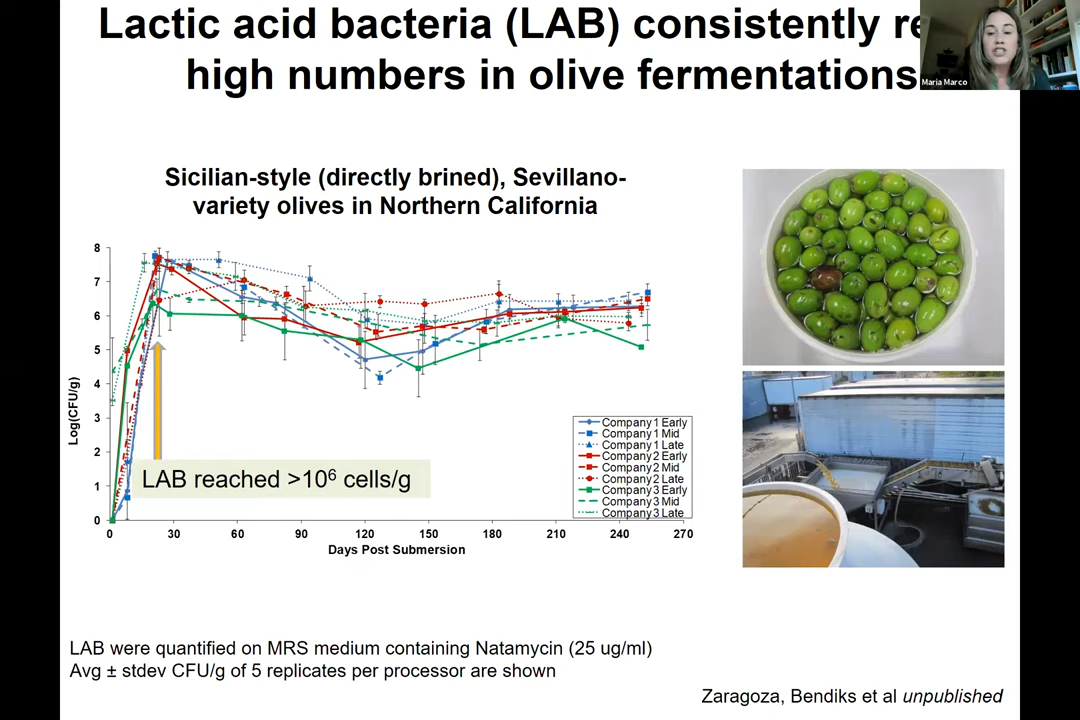 Lactic acid bacteria (LAB) consistently
high numbers in olive fermentations
Maria Marco
Sicilian-style (directly brined), Sevillano-
variety olives in Northern California
8
7
6
5
4
3
2
1
0
Log(CFU/g)
LAB reached >10⁶ cells/g
Company 1 Early
Company 1 Mid
Company 1 Late
Company 2 Early
Company 2 Mid
Company 2 Late
Company 3 Early
Company 3 Mid
Company 3 Late
0 30 60 90 120 150 180 210 240 270
Days Post Submersion
LAB were quantified on MRS medium containing Natamycin (25 ug/ml)
Avg ± stdev CFU/g of 5 replicates per processor are shown
Zaragoza, Bendiks et al unpublished